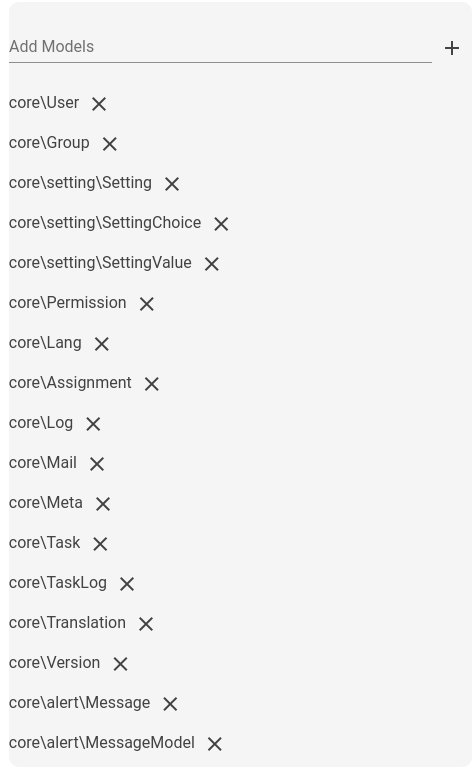 Add Models
core\User
core\Group
core\setting\Setting
core\setting\SettingChoice
core\setting\SettingValue
core\Permission
core\Lang
core\Assignment
core\Log
core\Mail
core\Meta
core\Task
core\TaskLog
core\Translation
core\Version
core\alert\Message
core\alert\MessageModel